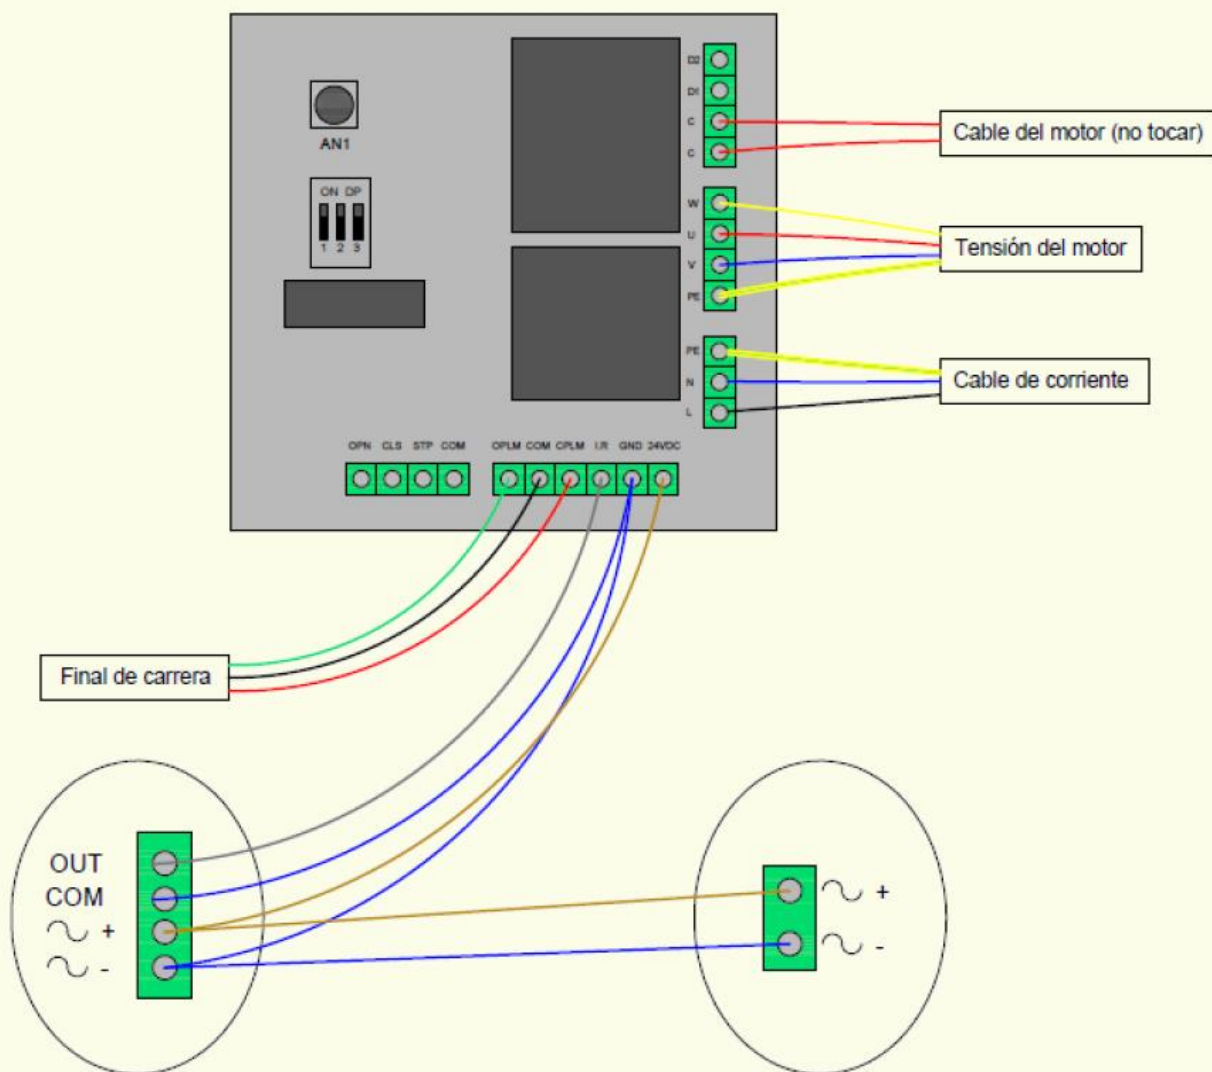 D2
D1
C
C
Cable del motor (no tocar)
AN1
ON DP
1 2 3
W
U
V
PE
Tensión del motor
PE
N
L
Cable de corriente
OPN CLS STP COM
OPLM COM CPLM I.R GND 24VDC
Final de carrera
OUT
COM
+
-
+
-